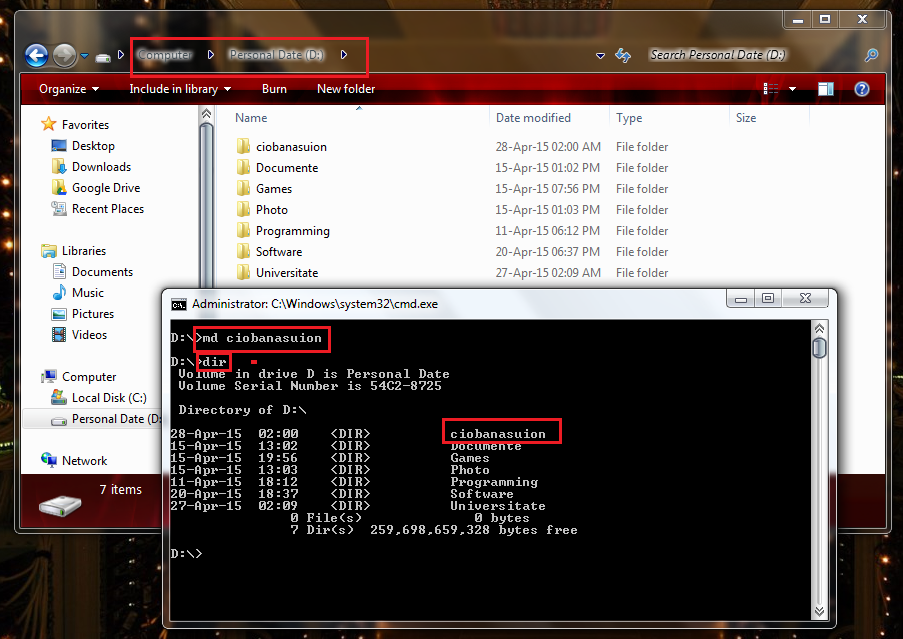 Computer Personal Date (D:) Search Personal Date (D:)
Organize Include in library Burn New folder
Name Date modified Type Size
Favorites
Desktop
Downloads
Google Drive
Recent Places
Libraries
Documents
Music
Pictures
Videos
Computer
Local Disk (C:)
Personal Date (D:
Network
ciobanasuion 28-Apr-15 02:00 AM File folder
Documente 15-Apr-15 01:02 PM File folder
Games 15-Apr-15 07:56 PM File folder
Photo 15-Apr-15 01:03 PM File folder
Programming 11-Apr-15 06:12 PM File folder
Software 20-Apr-15 06:37 PM File folder
Universitate 27-Apr-15 02:09 AM File folder
7 items
C:\ Administrator: C:\Windows\system32\cmd.exe
D:\>md ciobanasuion
D:\>dir
Volume in drive D is Personal Date
Volume Serial Number is 54C2-8725
Directory of D:\
28-Apr-15 02:00 <DIR> ciobanasuion
15-Apr-15 13:02 <DIR> Documente
15-Apr-15 19:56 <DIR> Games
15-Apr-15 13:03 <DIR> Photo
11-Apr-15 18:12 <DIR> Programming
20-Apr-15 18:37 <DIR> Software
27-Apr-15 02:09 <DIR> Universitate
0 File(s) 0 bytes
7 Dir(s) 259,698,659,328 bytes free
D:\>